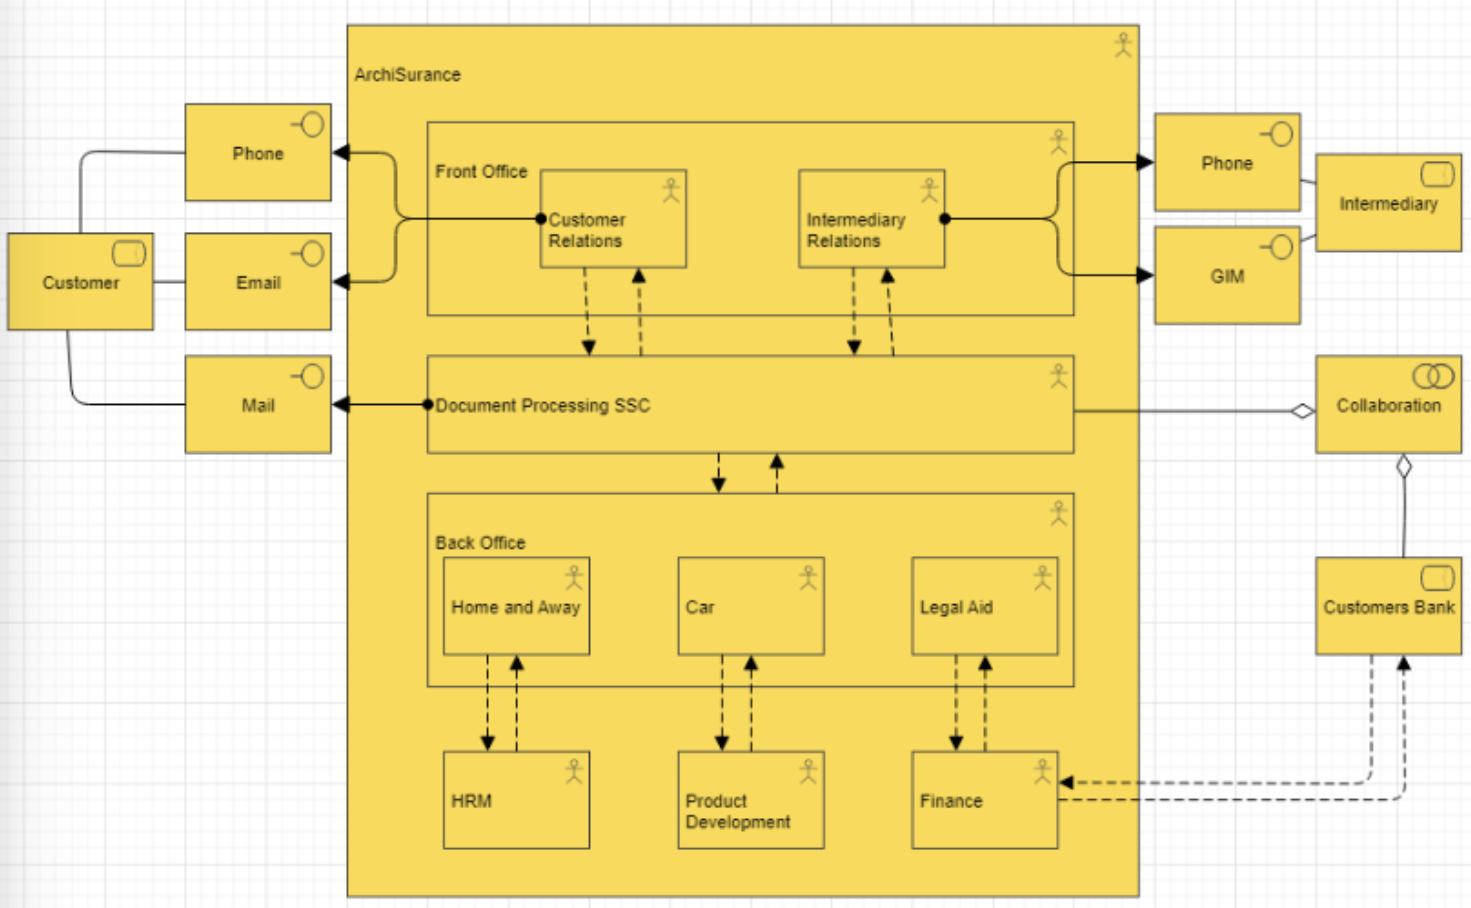 ArchiSurance
Phone
Front Office
Customer
Relations
Intermediary
Relations
Phone
Intermediary
Customer
Email
GIM
Mail
Document Processing SSC
Collaboration
Back Office
Home and Away
Car
Legal Aid
Customers Bank
HRM
Product
Development
Finance